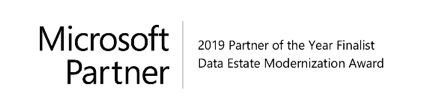 Microsoft
Partner
2019 Partner of the Year Finalist
Data Estate Modernization Award